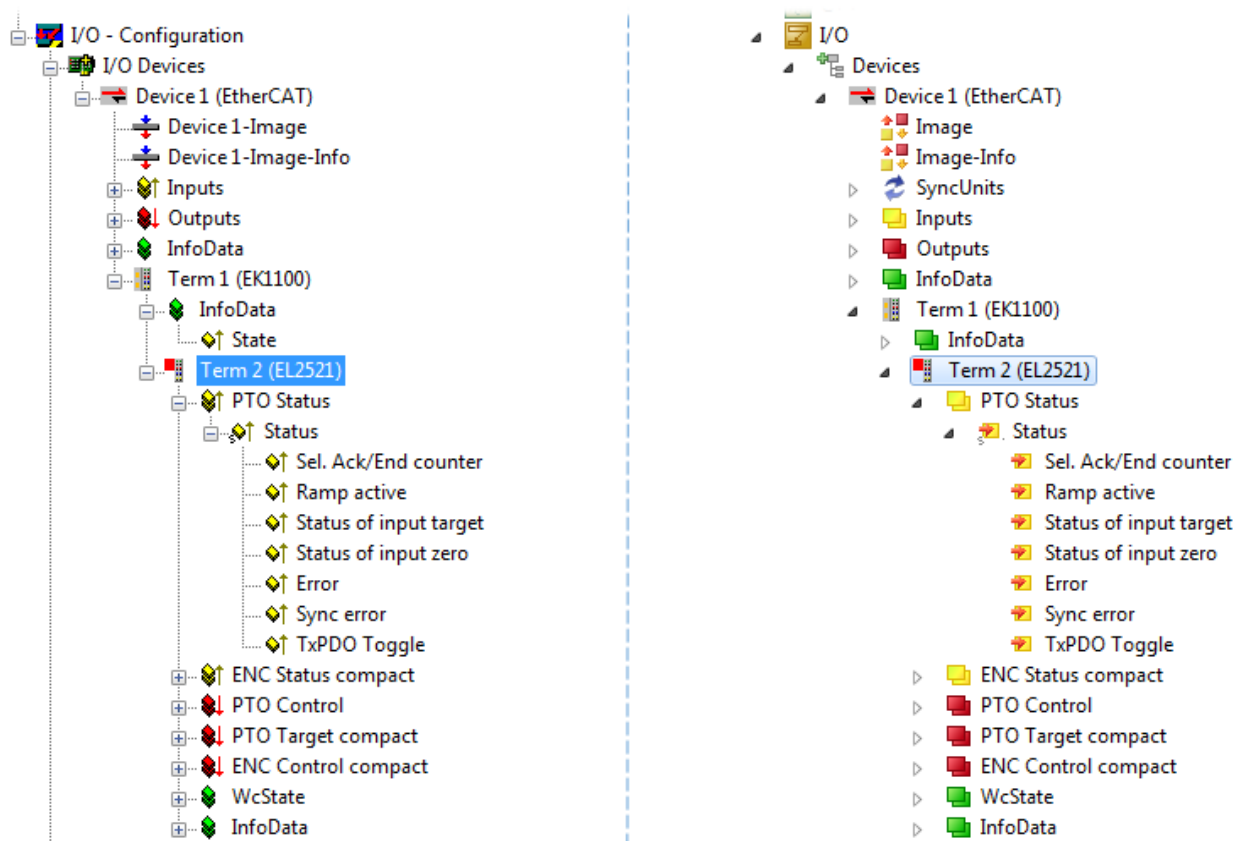 I/O - Configuration
I/O Devices
Device 1 (EtherCAT)
Device 1-Image
Device 1-Image-Info
Inputs
Outputs
InfoData
Term 1 (EK1100)
InfoData
State
Term 2 (EL2521)
PTO Status
Status
Sel. Ack/End counter
Ramp active
Status of input target
Status of input zero
Error
Sync error
TxPDO Toggle
ENC Status compact
PTO Control
PTO Target compact
ENC Control compact
WcState
InfoData
I/O
Devices
Device 1 (EtherCAT)
Image
Image-Info
SyncUnits
Inputs
Outputs
InfoData
Term 1 (EK1100)
InfoData
Term 2 (EL2521)
PTO Status
Status
Sel. Ack/End counter
Ramp active
Status of input target
Status of input zero
Error
Sync error
TxPDO Toggle
ENC Status compact
PTO Control
PTO Target compact
ENC Control compact
WcState
InfoData